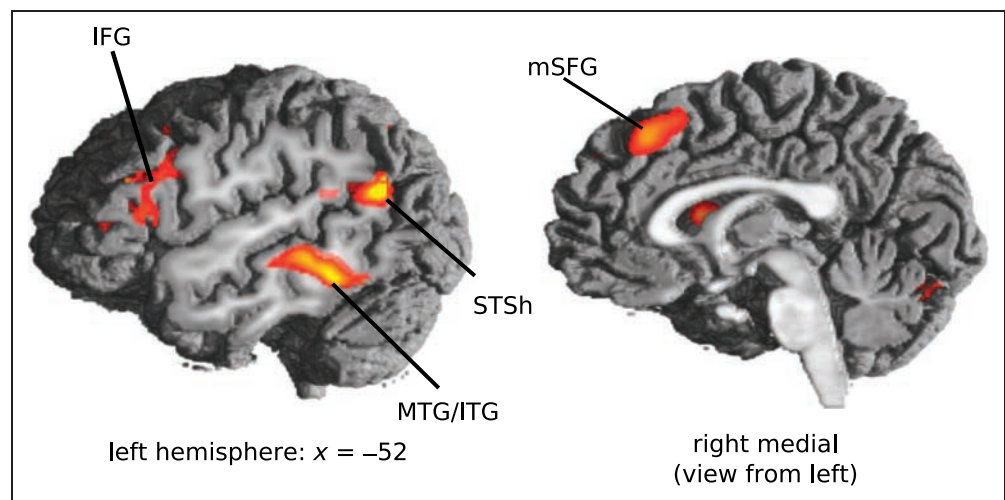 IFG
mSFG
STSh
MTG/ITG
left hemisphere: x = –52
right medial
(view from left)